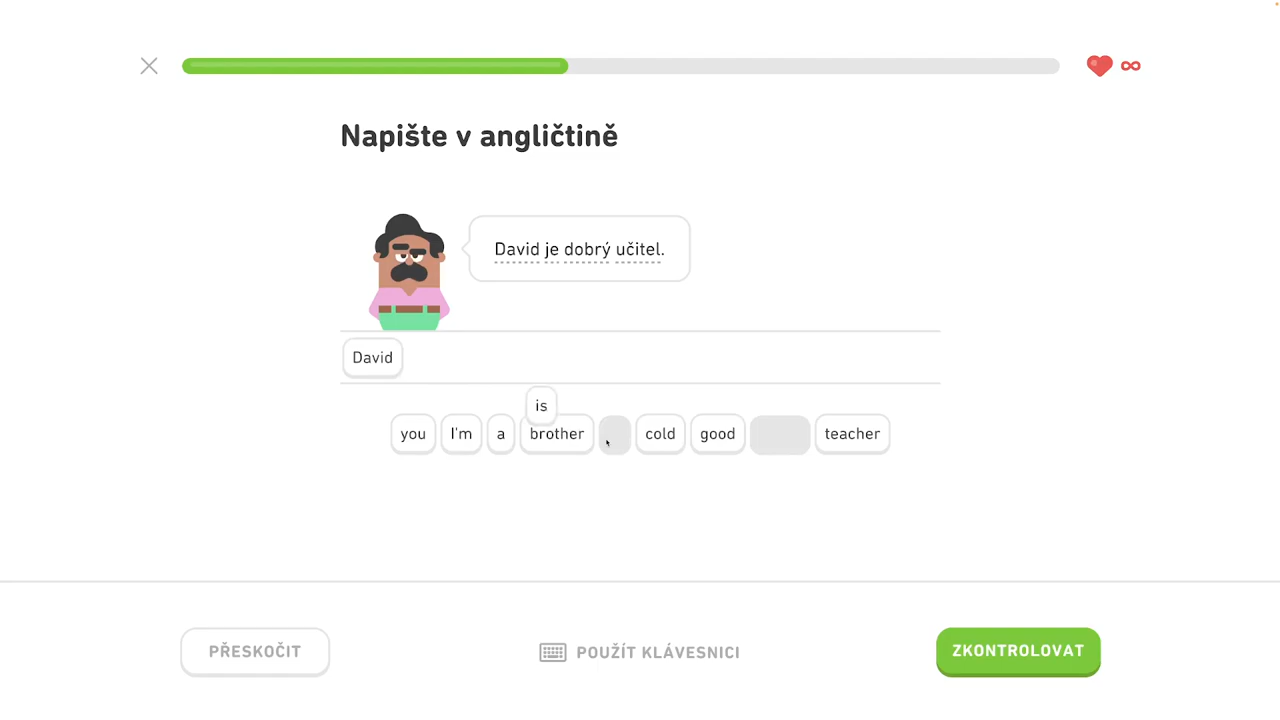 ∞
Napište v angličtině
David je dobrý učitel.
David
is
you I'm a brother cold good teacher
PŘESKOČIT POUŽÍT KLÁVESNICI ZKONTROLOVAT